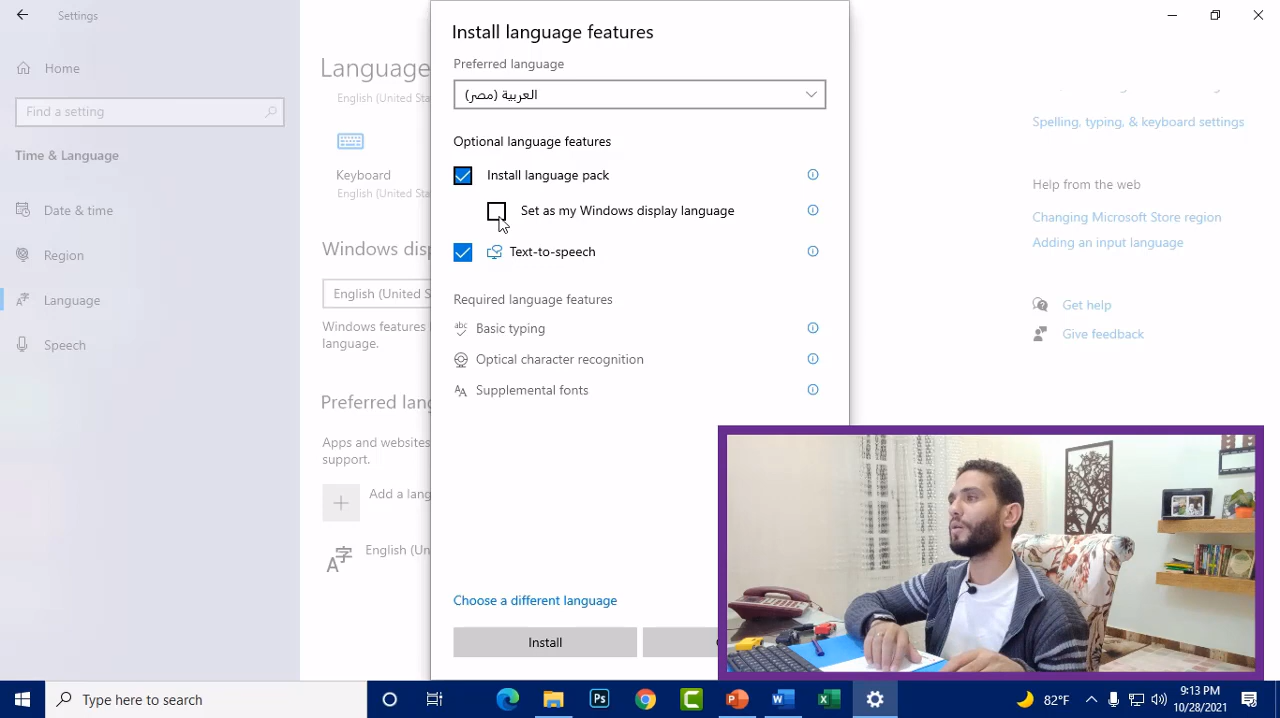 Settings
Home
Find a setting
Time & Language
Date & time
Region
Language
Speech
Language
English (United Sta
Keyboard
English (United Sta
Windows disp
English (United S
Windows features
language.
Preferred lang
Apps and websites
support.
Add a lang
English (Un
Install language features
Preferred language
العربية (مصر)
Optional language features
Install language pack
Set as my Windows display language
Text-to-speech
Required language features
Basic typing
Optical character recognition
Supplemental fonts
Choose a different language
Install
Spelling, typing, & keyboard settings
Help from the web
Changing Microsoft Store region
Adding an input language
Get help
Give feedback
Type here to search
82°F
9:13 PM
10/28/2021